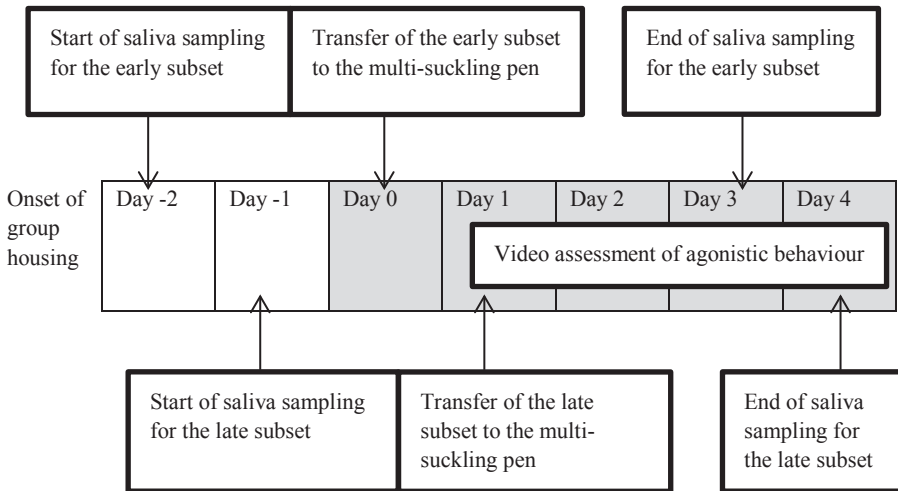 Start of saliva sampling
for the early subset
Transfer of the early subset
to the multi-suckling pen
End of saliva sampling
for the early subset
Onset of
group
housing
Day -2
Day -1
Day 0
Day 1
Day 2
Day 3
Day 4
Video assessment of agonistic behaviour
Start of saliva sampling
for the late subset
Transfer of the late
subset to the multi-
suckling pen
End of saliva
sampling for
the late subset